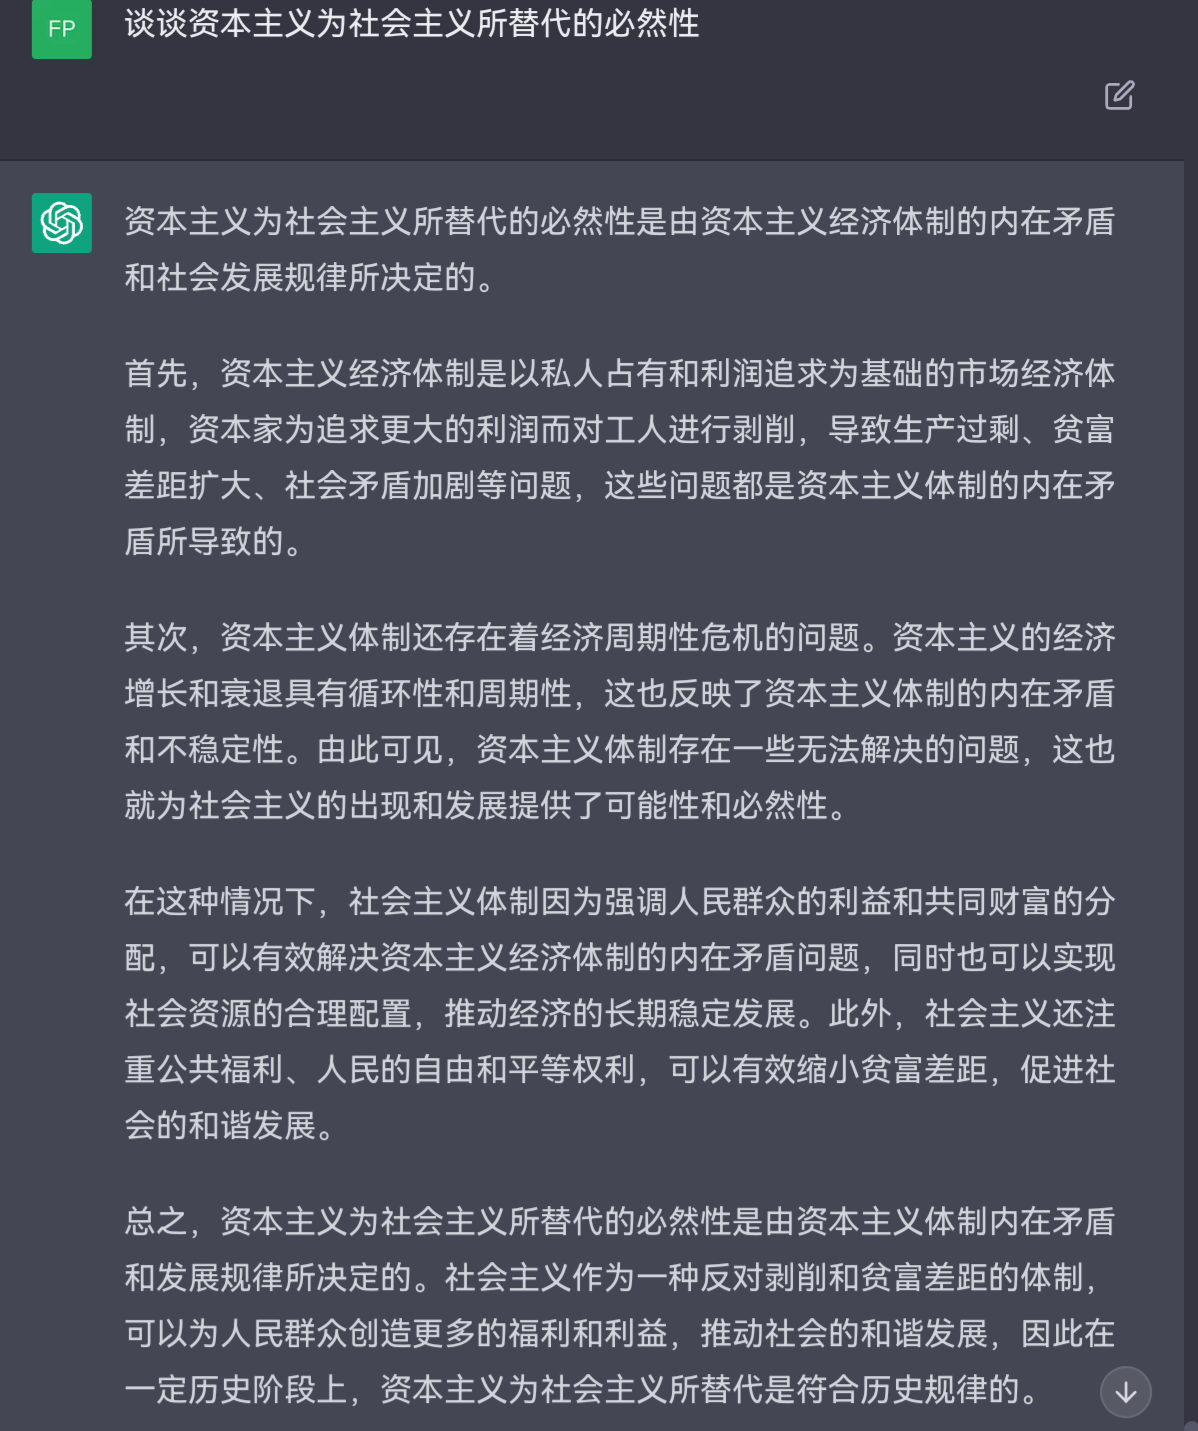 FP
谈谈资本主义为社会主义所替代的必然性
资本主义为社会主义所替代的必然性是由资本主义经济体制的内在矛盾
和社会发展规律所决定的。
首先，资本主义经济体制是以私人占有和利润追求为基础的市场经济体
制，资本家为追求更大的利润而对工人进行剥削，导致生产过剩、贫富
差距扩大、社会矛盾加剧等问题，这些问题都是资本主义体制的内在矛
盾所导致的。
其次，资本主义体制还存在着经济周期性危机的问题。资本主义的经济
增长和衰退具有循环性和周期性，这也反映了资本主义体制的内在矛盾
和不稳定性。由此可见，资本主义体制存在一些无法解决的问题，这也
就为社会主义的出现和发展提供了可能性和必然性。
在这种情况下，社会主义体制因为强调人民群众的利益和共同财富的分
配，可以有效解决资本主义经济体制的内在矛盾问题，同时也可以实现
社会资源的合理配置，推动经济的长期稳定发展。此外，社会主义还注
重公共福利、人民的自由和平等权利，可以有效缩小贫富差距，促进社
会的和谐发展。
总之，资本主义为社会主义所替代的必然性是由资本主义体制内在矛盾
和发展规律所决定的。社会主义作为一种反对剥削和贫富差距的体制，
可以为人民群众创造更多的福利和利益，推动社会的和谐发展，因此在
一定历史阶段上，资本主义为社会主义所替代是符合历史规律的。